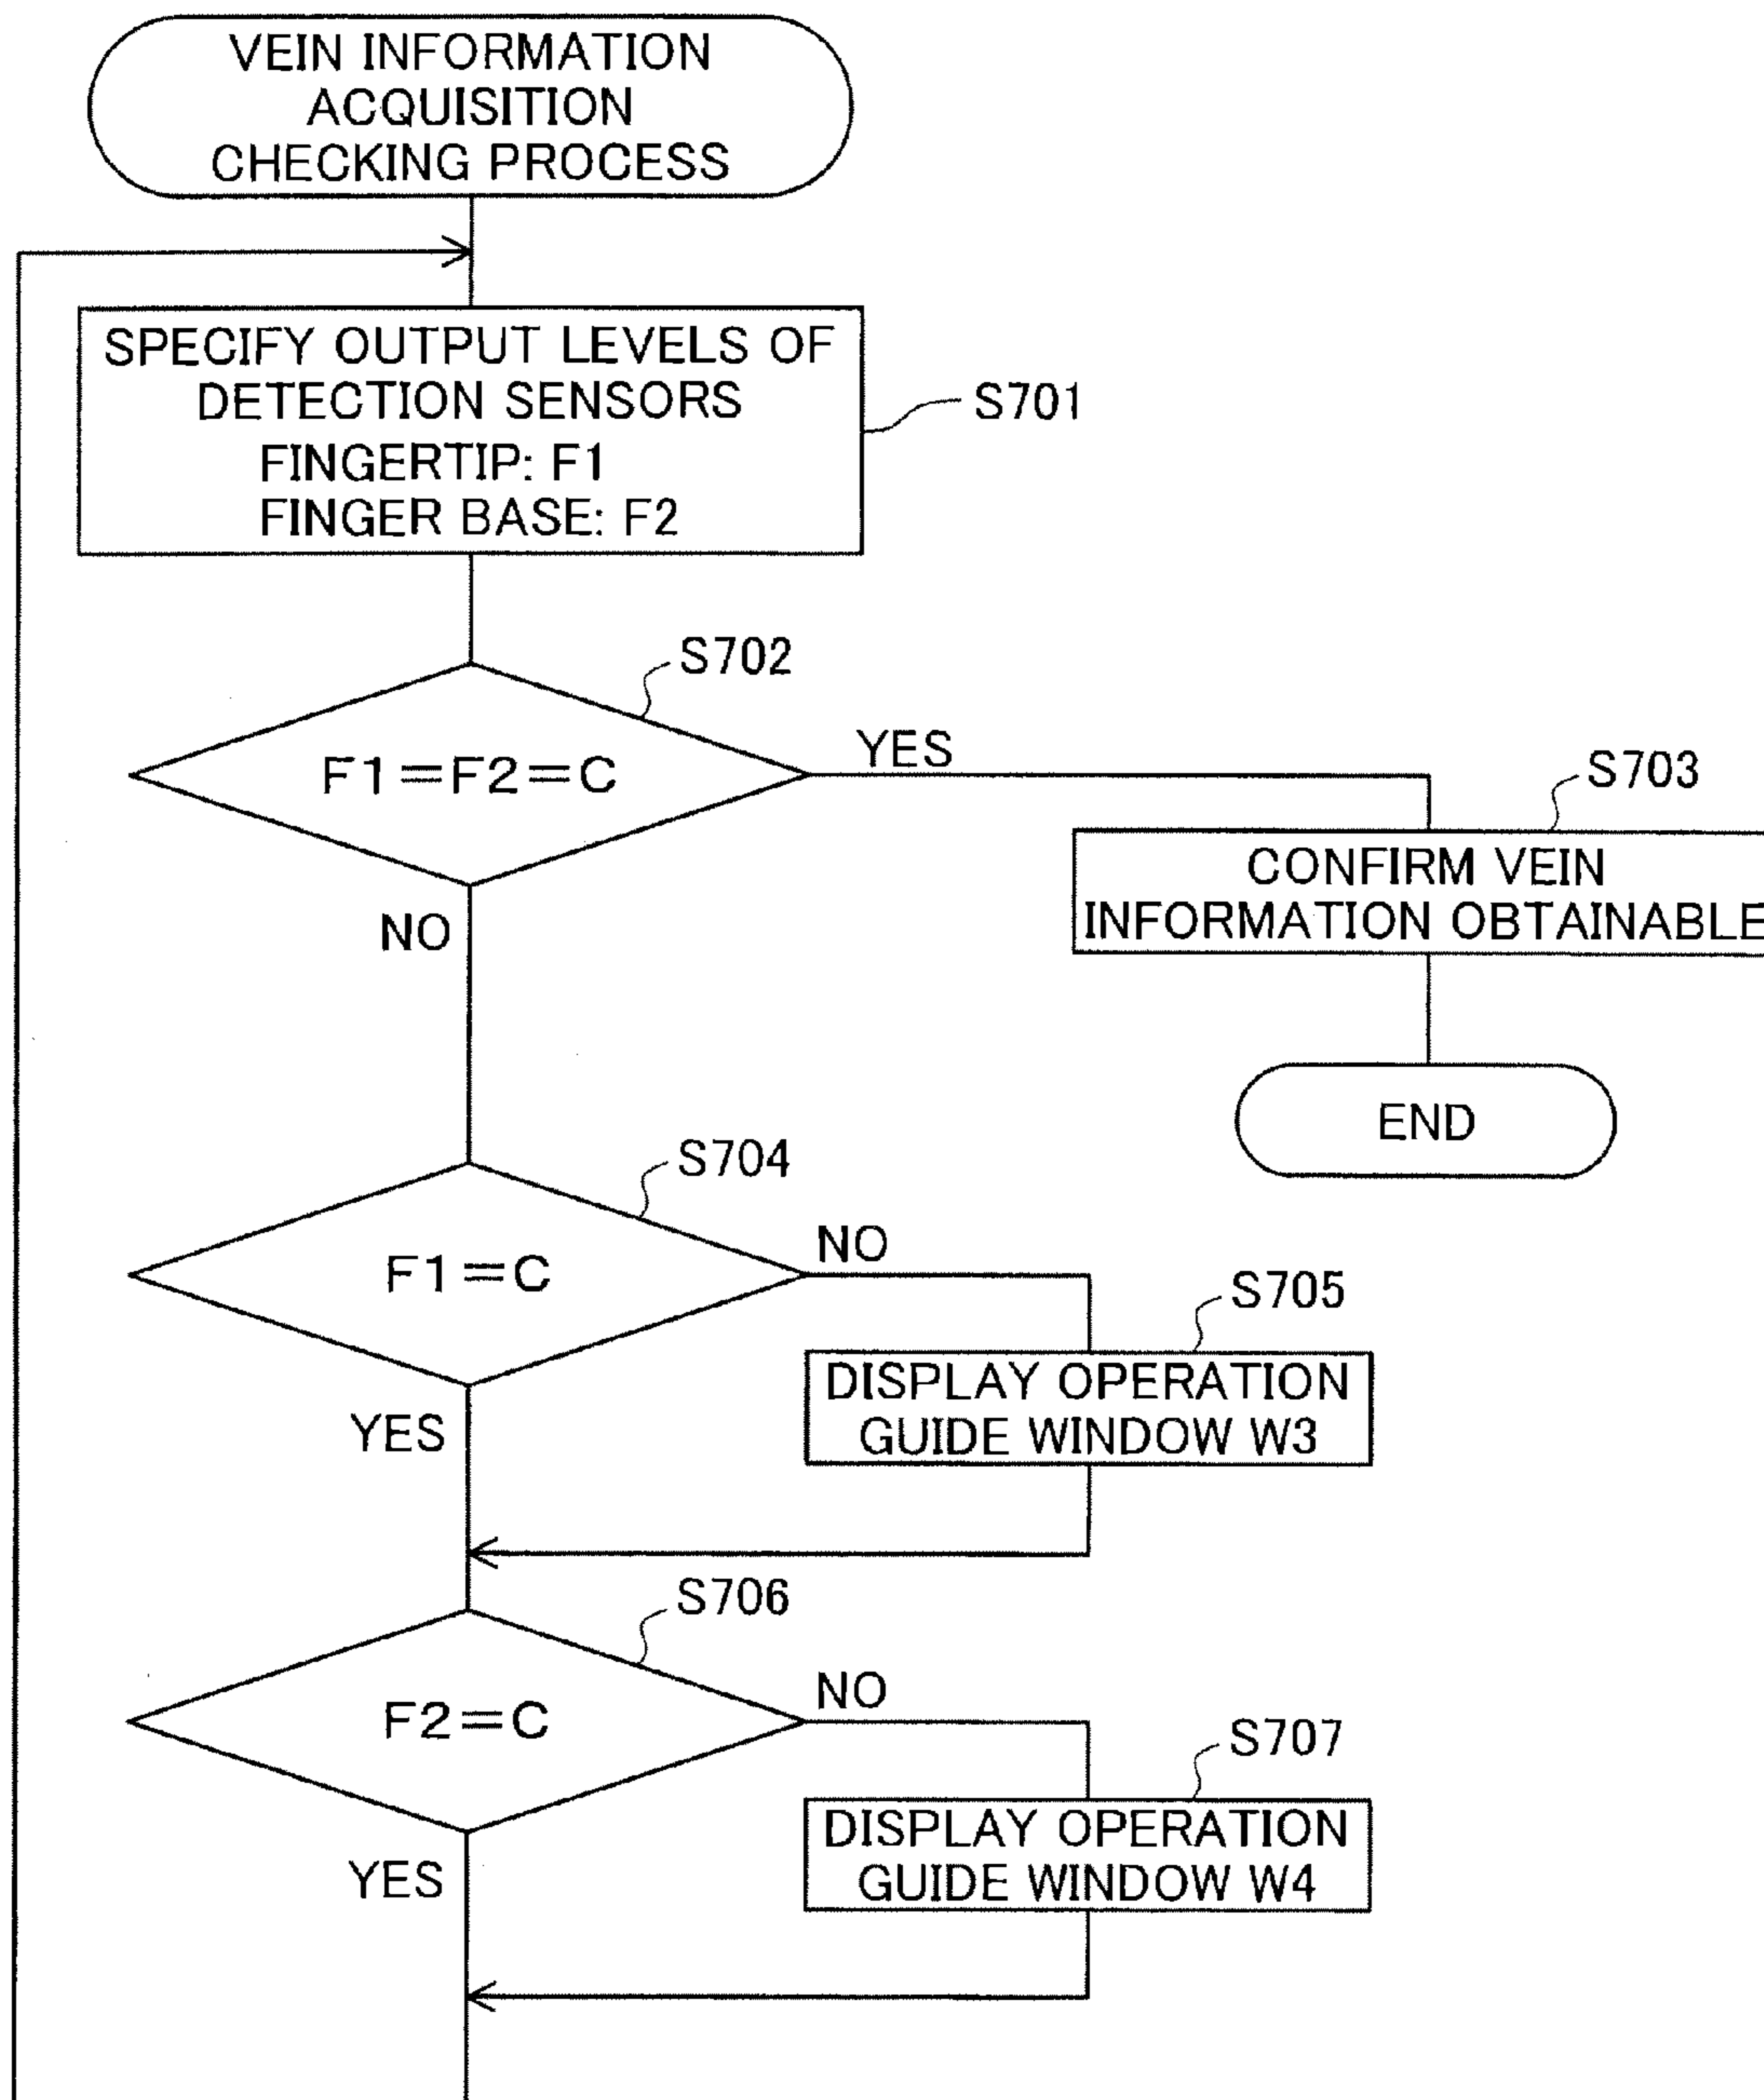 VEIN INFORMATION
ACQUISITION
CHECKING PROCESS
SPECIFY OUTPUT LEVELS OF
DETECTION SENSORS
FINGERTIP: F1
FINGER BASE: F2
S701
S702
F1=F2=C
YES
NO
S703
CONFIRM VEIN
INFORMATION OBTAINABLE
END
S704
F1=C
NO
YES
S705
DISPLAY OPERATION
GUIDE WINDOW W3
S706
F2=C
NO
YES
S707
DISPLAY OPERATION
GUIDE WINDOW W4